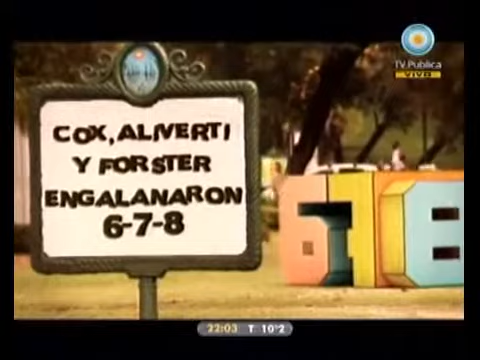 TV Pública
VIVO
COX, ALIVERTI
Y FORSTER
ENGALANARON
6-7-8
678
22:03 T 10°2